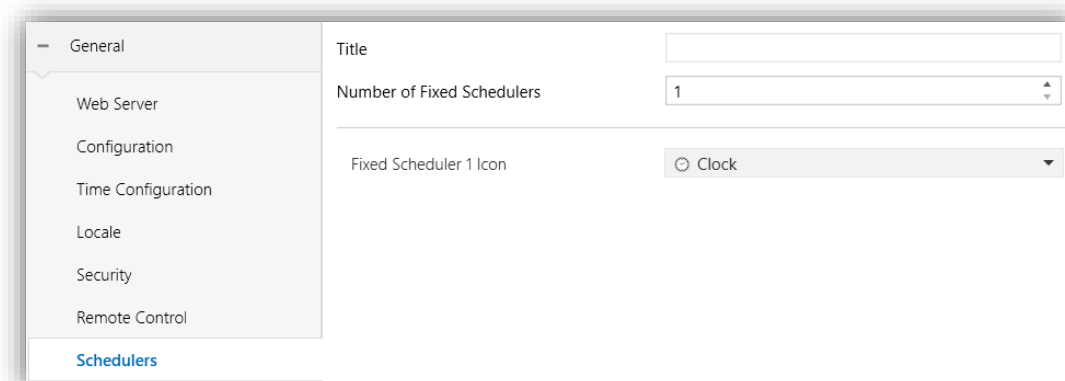 General
Web Server
Configuration
Time Configuration
Locale
Security
Remote Control
Schedulers
Title
Number of Fixed Schedulers
1
Fixed Scheduler 1 Icon
Clock